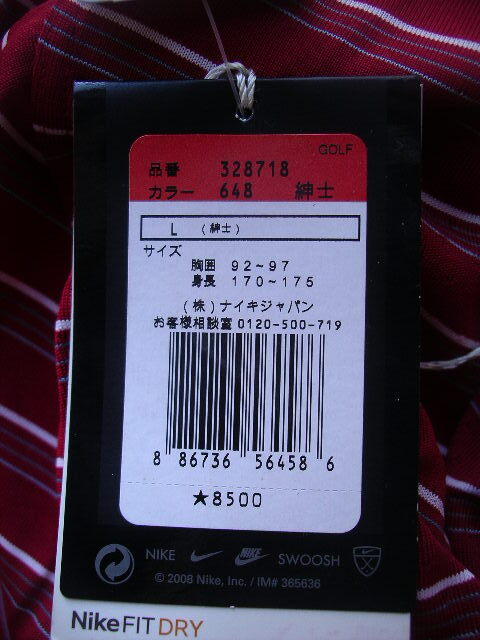 GOLF
品番 328718
カラー 648 紳士
L (紳士)
サイズ
胸囲 92~97
身長 170~175
(株)ナイキジャパン
お客様相談室 0120-500-719
8 86736 56458 6
★8500
NIKE NIKE SWOOSH
© 2008 Nike, Inc. / IM# 365636
NikeFIT DRY